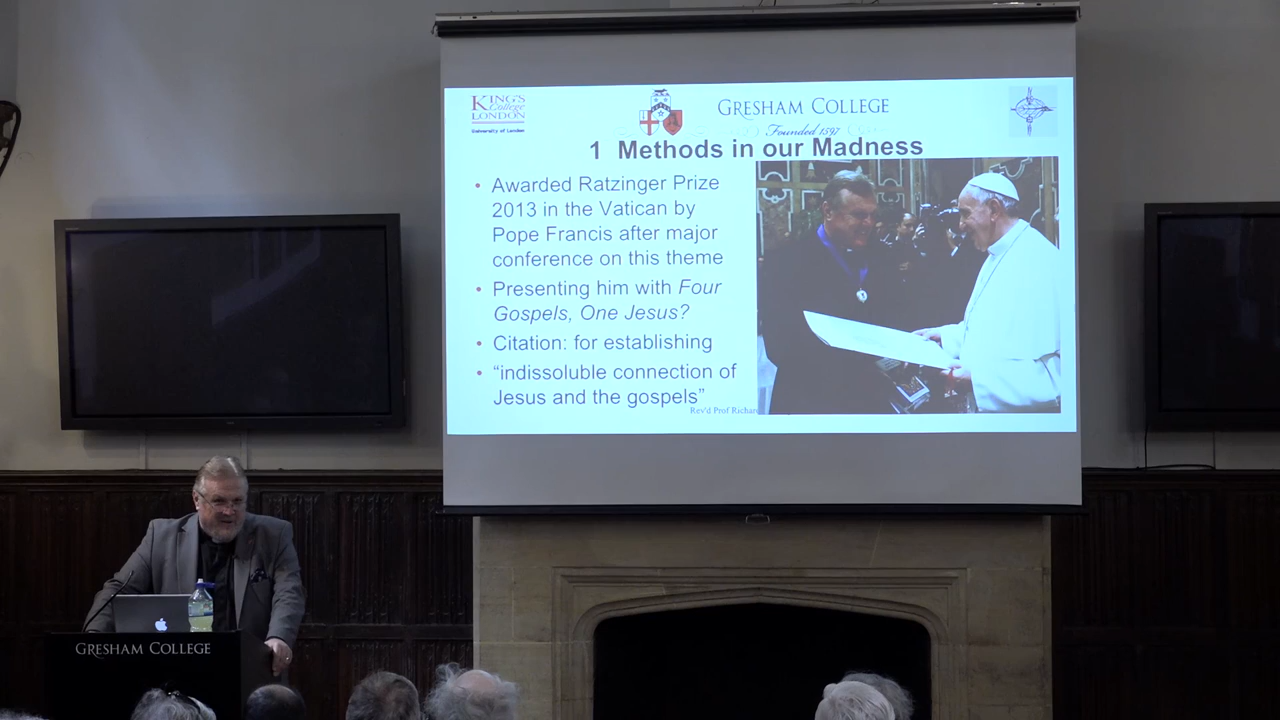 KING'S
College
LONDON
University of London
GRESHAM COLLEGE
Founded 1597
1 Methods in our Madness
• Awarded Ratzinger Prize
2013 in the Vatican by
Pope Francis after major
conference on this theme
• Presenting him with Four
Gospels, One Jesus?
• Citation: for establishing
• “indissoluble connection of
Jesus and the gospels”
Rev'd Prof Richar
GRESHAM COLLEGE